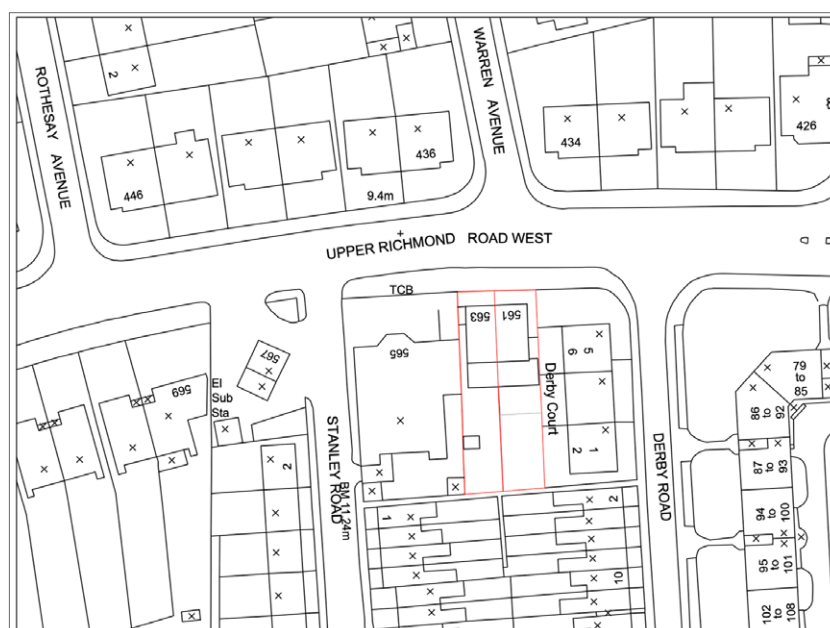 ROTHESAY AVENUE
2
WARREN AVENUE
446
436
9.4m
434
426
UPPER RICHMOND ROAD WEST
TCB
563
561
565
5
6
Derby Court
1
2
567
569
El
Sub
Sta
STANLEY ROAD
BM 11.24m
2
1
2
10
DERBY ROAD
79
to
85
86
to
92
87
to
93
94
to
100
95
to
101
102
to
108